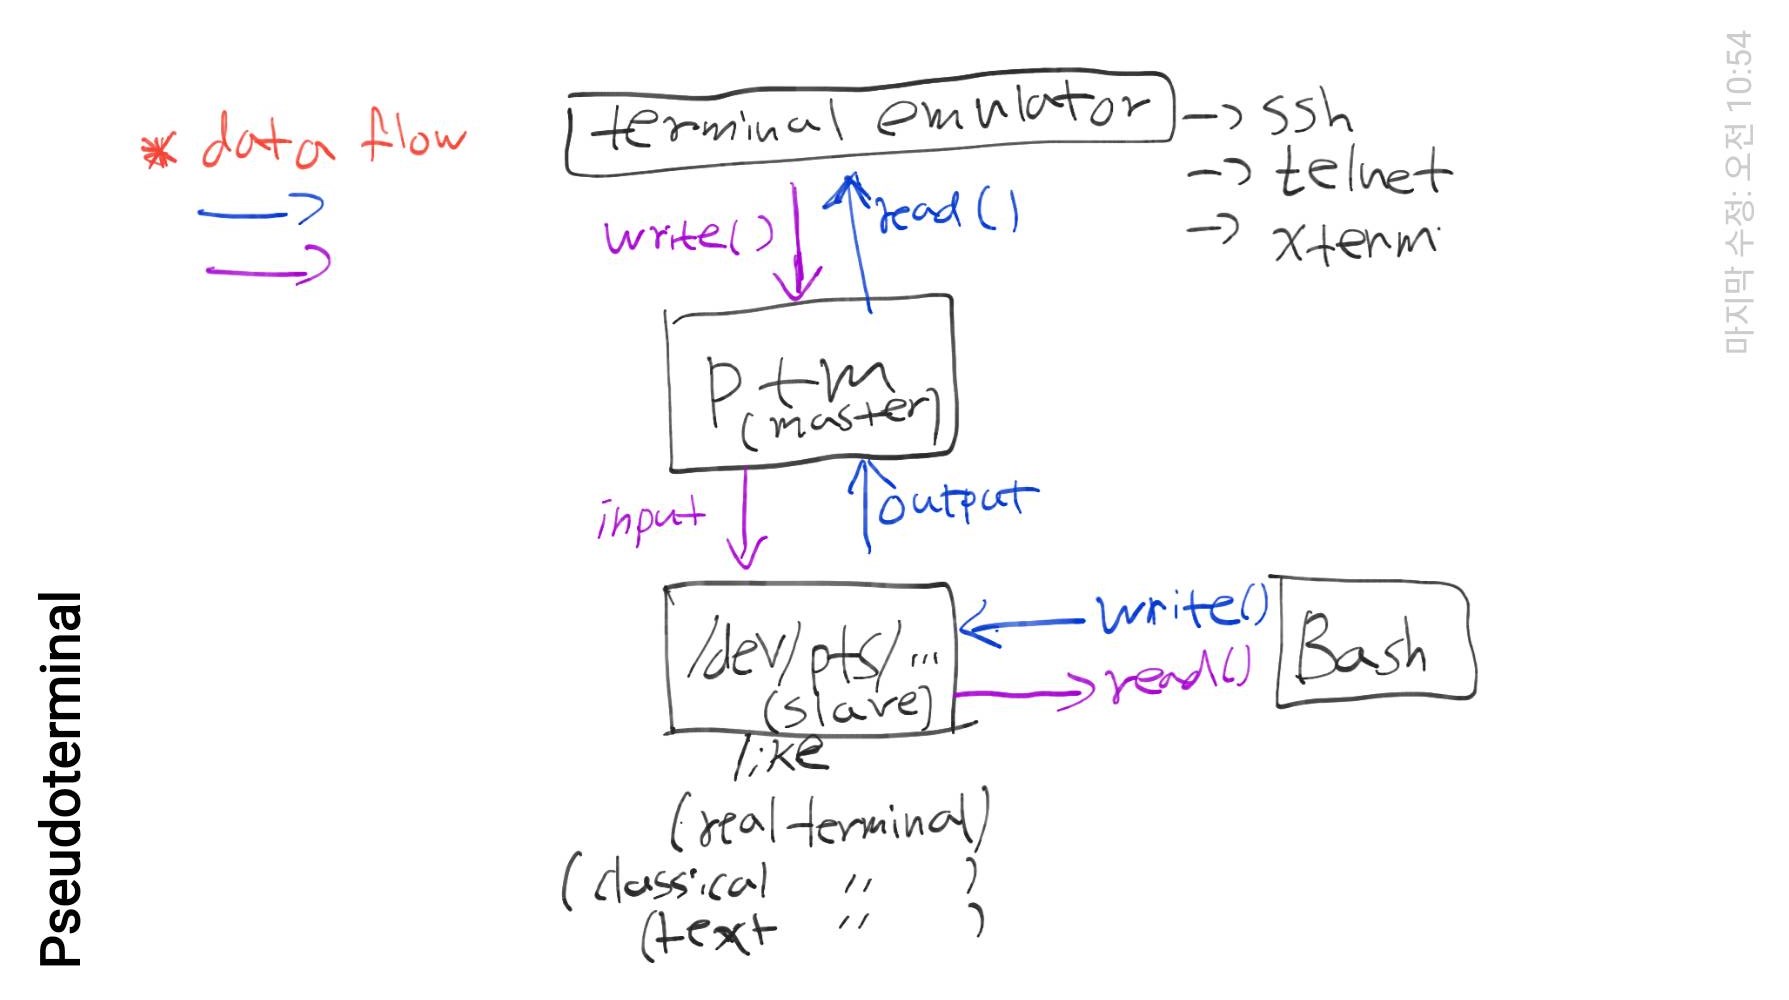 Pseudoterminal
마지막 수정: 오전 10:54
* data flow
terminal emulator
-> ssh
-> telnet
-> xterm
write()
read()
ptm
(master)
input
output
/dev/pts/...
(slave)
write()
read()
Bash
like
(real terminal)
(classical 〃 )
(text 〃 )